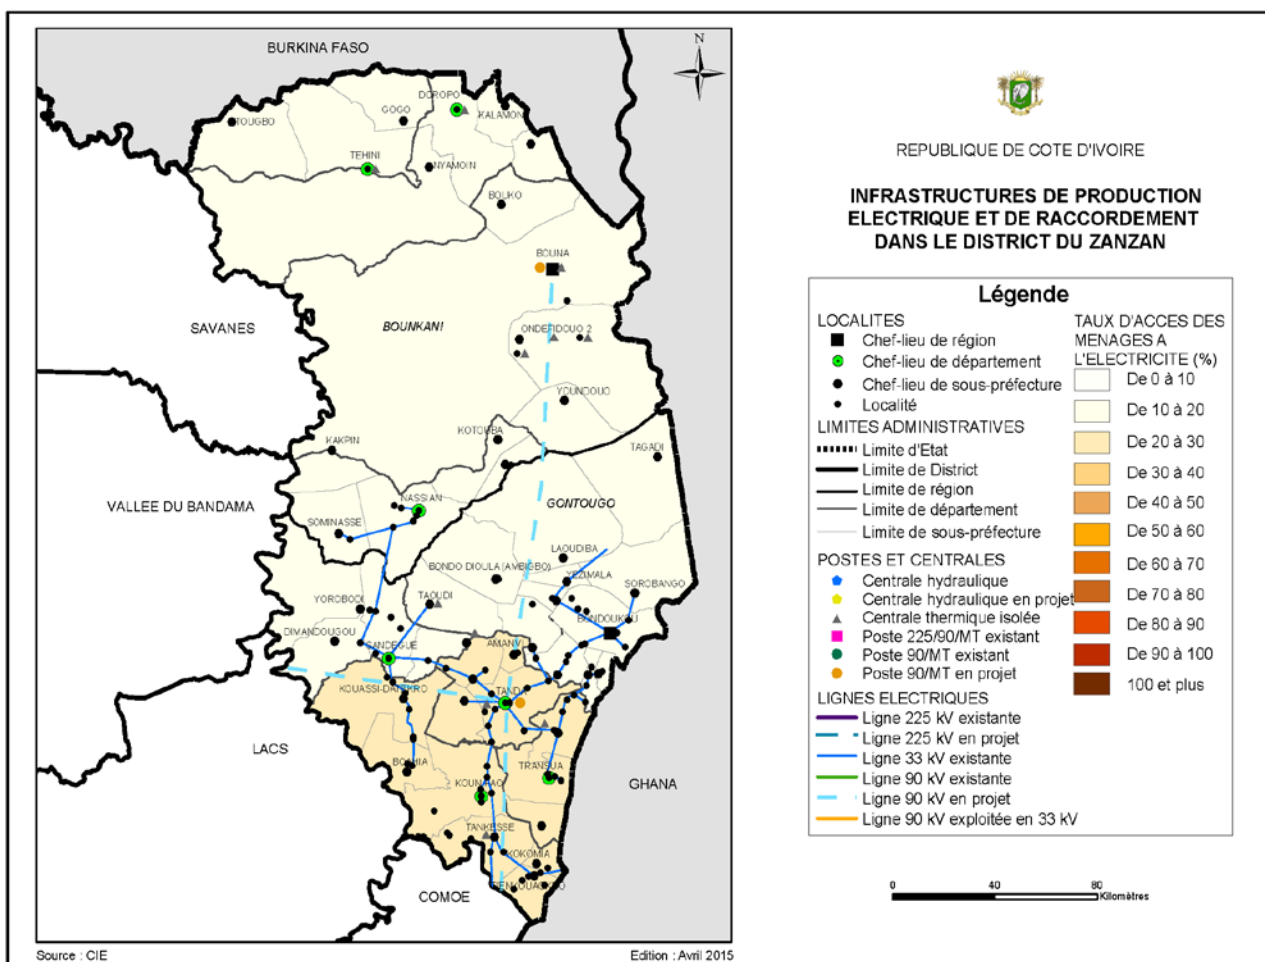 BURKINA FASO
N
DOROPO
GOGO
KALAMON
TOUGBO
TEHINI
NYAMOIN
BOUKO
BOUNA
SAVANES
BOUNKANI
ONDEFIDOUO 2
YOUNDOUO
KOTOUBA
KAKPIN
TAGADI
VALLEE DU BANDAMA
NASSIAN
GONTOUGO
SOMINASSE
LAOUDIBA
BONDO DIOULA (AMBIGBO)
YEZIMALA
SOROBANGO
YOROBODI
TAOUDI
BONDOUKOU
DIMANDOUGOU
SANDEGUE
AMANVI
KOUASSI-DATEKRO
TANDA
LACS
BOAHIA
TRANSUA
GHANA
KOUN-FAO
TANKESSE
KOKOMIA
COMOE
Source : CIE
Edition : Avril 2015
REPUBLIQUE DE COTE D'IVOIRE
INFRASTRUCTURES DE PRODUCTION
ELECTRIQUE ET DE RACCORDEMENT
DANS LE DISTRICT DU ZANZAN
Légende
LOCALITES
Chef-lieu de région
Chef-lieu de département
Chef-lieu de sous-préfecture
Localité
LIMITES ADMINISTRATIVES
Limite d'Etat
Limite de District
Limite de région
Limite de département
Limite de sous-préfecture
POSTES ET CENTRALES
Centrale hydraulique
Centrale hydraulique en projet
Centrale thermique isolée
Poste 225/90/MT existant
Poste 90/MT existant
Poste 90/MT en projet
LIGNES ELECTRIQUES
Ligne 225 kV existante
Ligne 225 kV en projet
Ligne 33 kV existante
Ligne 90 kV existante
Ligne 90 kV en projet
Ligne 90 kV exploitée en 33 kV
TAUX D'ACCES DES
MENAGES A
L'ELECTRICITE (%)
De 0 à 10
De 10 à 20
De 20 à 30
De 30 à 40
De 40 à 50
De 50 à 60
De 60 à 70
De 70 à 80
De 80 à 90
De 90 à 100
100 et plus
0 40 80
Kilomètres